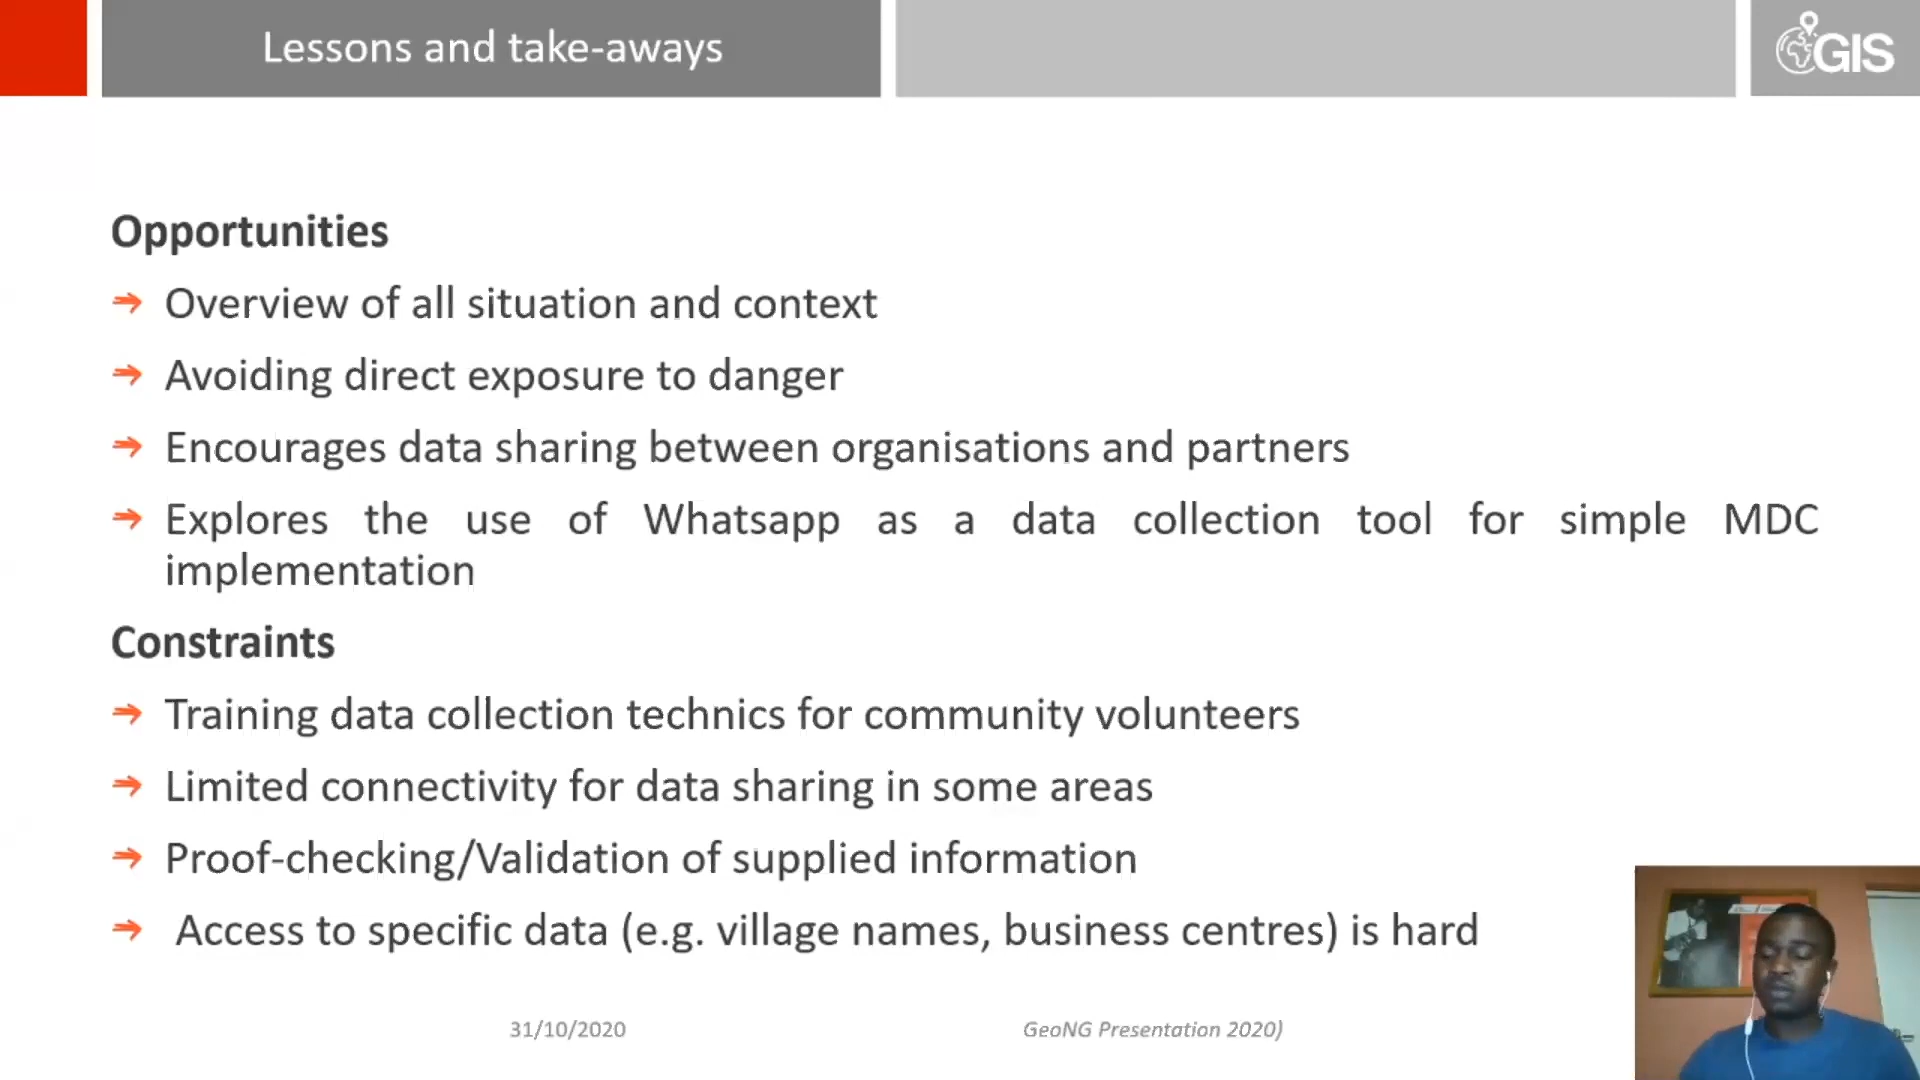 Lessons and take-aways
GIS
Opportunities
Overview of all situation and context
Avoiding direct exposure to danger
Encourages data sharing between organisations and partners
Explores the use of Whatsapp as a data collection tool for simple MDC
implementation
Constraints
Training data collection technics for community volunteers
Limited connectivity for data sharing in some areas
Proof-checking/Validation of supplied information
Access to specific data (e.g. village names, business centres) is hard
31/10/2020
GeoNG Presentation 2020)